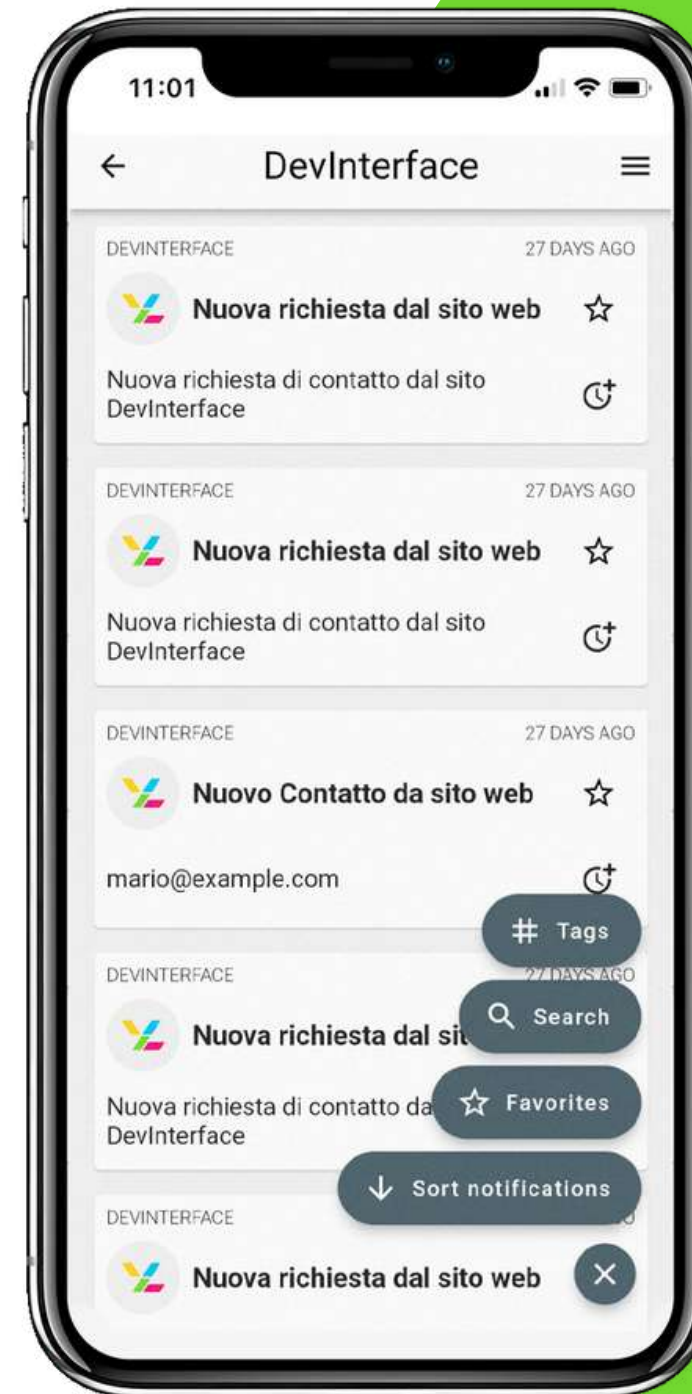 11:01
DevInterface
DEVINTERFACE 27 DAYS AGO
Nuova richiesta dal sito web
Nuova richiesta di contatto dal sito
DevInterface
DEVINTERFACE 27 DAYS AGO
Nuova richiesta dal sito web
Nuova richiesta di contatto dal sito
DevInterface
DEVINTERFACE 27 DAYS AGO
Nuovo Contatto da sito web
mario@example.com
# Tags
DEVINTERFACE 27 DAYS AGO
Search
Nuova richiesta dal sit
Favorites
Nuova richiesta di contatto da
DevInterface
Sort notifications
DEVINTERFACE
Nuova richiesta dal sito web